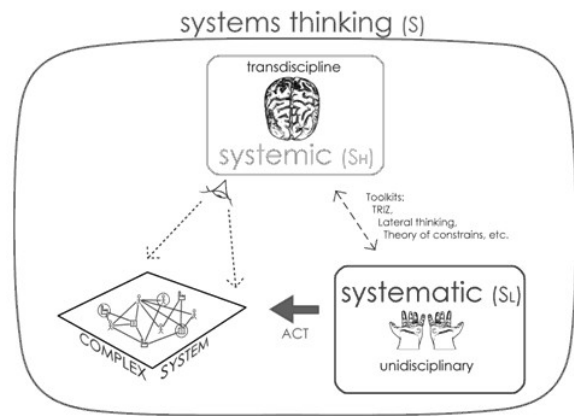 systems thinking (S)
transdiscipline
systemic (SH)
Toolkits:
TRIZ,
Lateral thinking,
Theory of constrains, etc.
systematic (SL)
unidisciplinary
ACT
COMPLEX
SYSTEM